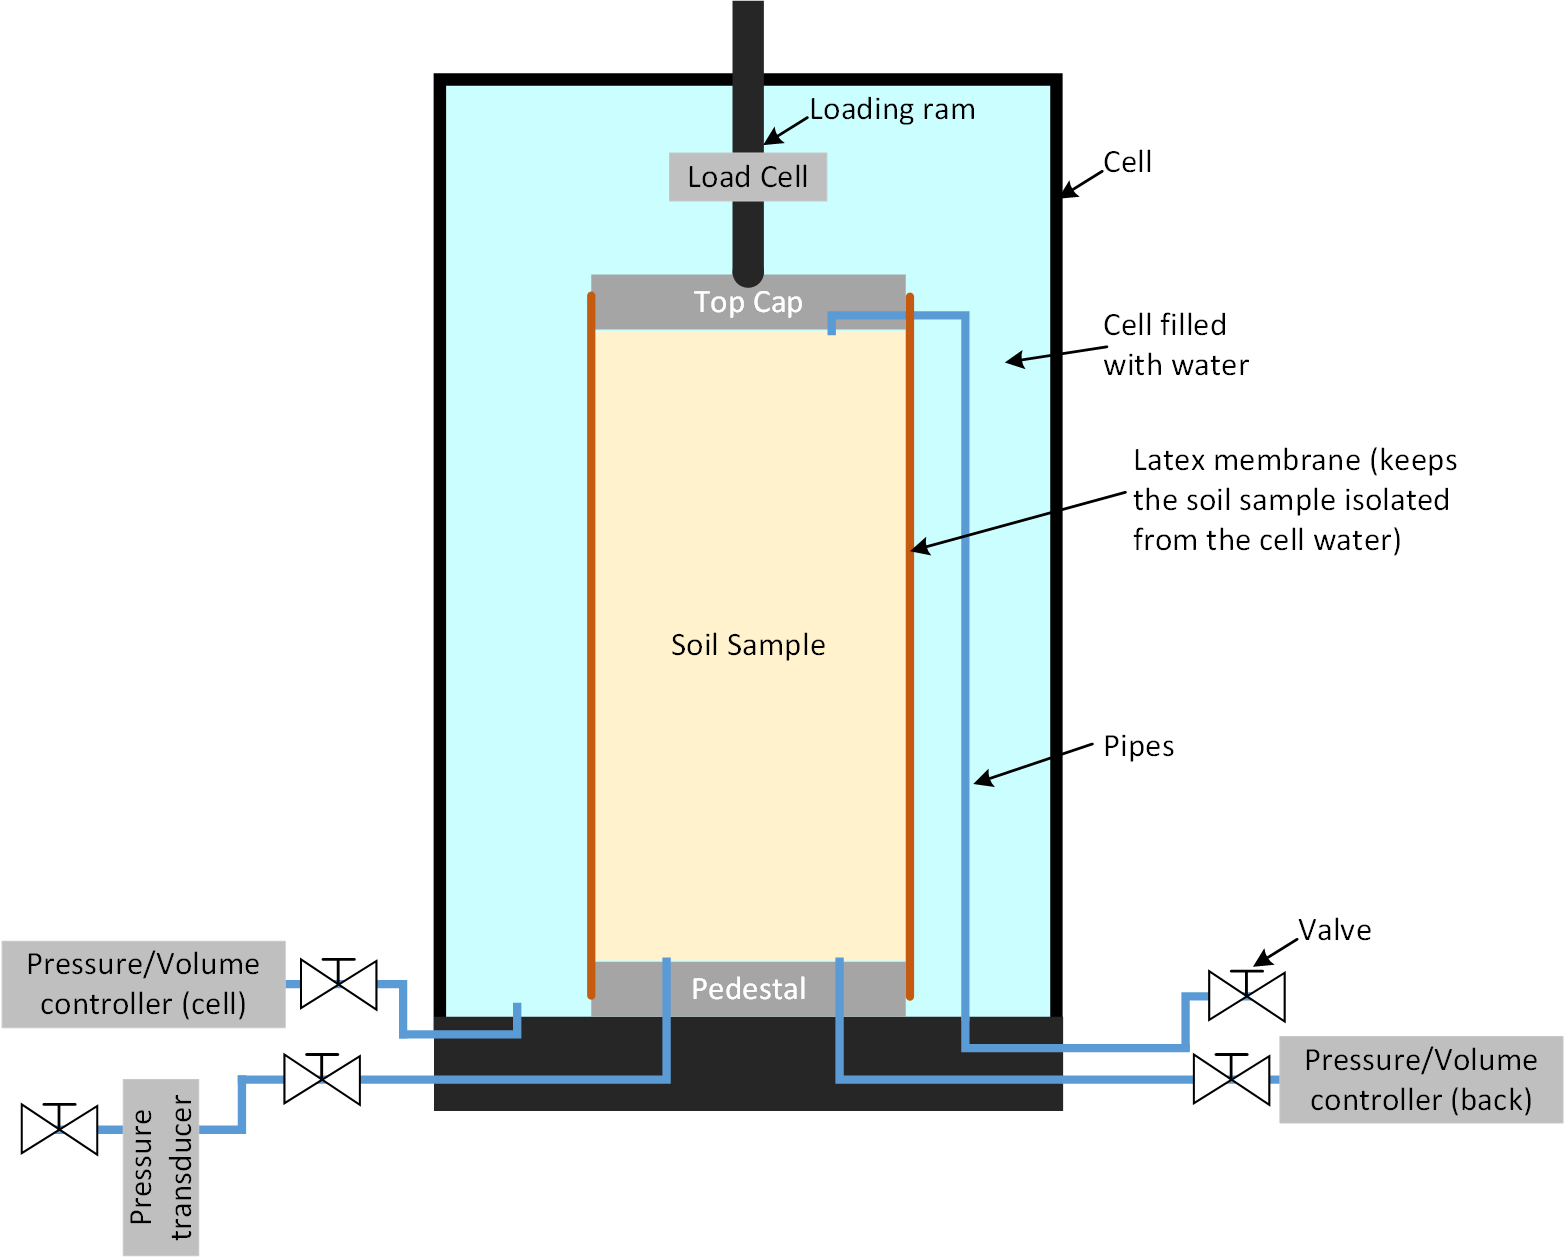 Loading ram
Load Cell
Cell
Top Cap
Cell filled
with water
Latex membrane (keeps
the soil sample isolated
from the cell water)
Soil Sample
Pipes
Valve
Pressure/Volume
controller (cell)
Pedestal
Pressure/Volume
controller (back)
Pressure
transducer